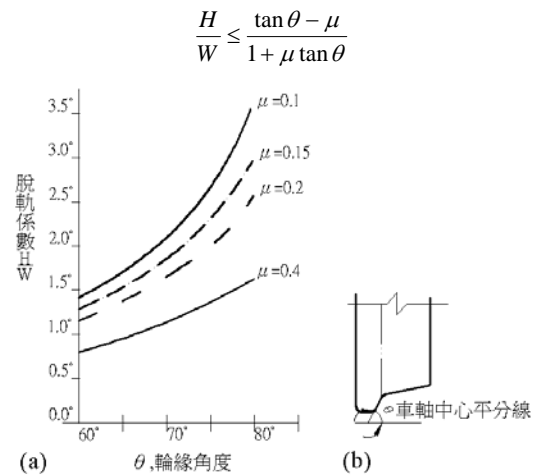 H/W ≤ (tan θ − μ)/(1 + μ tan θ)
脫軌係數 H/W
3.5°
3.0°
2.5°
2.0°
1.5°
1.0°
0.5°
0.0°
μ=0.1
μ=0.15
μ=0.2
μ=0.4
60° 70° 80°
(a) θ,輪緣角度
θ
車軸中心平分線
(b)